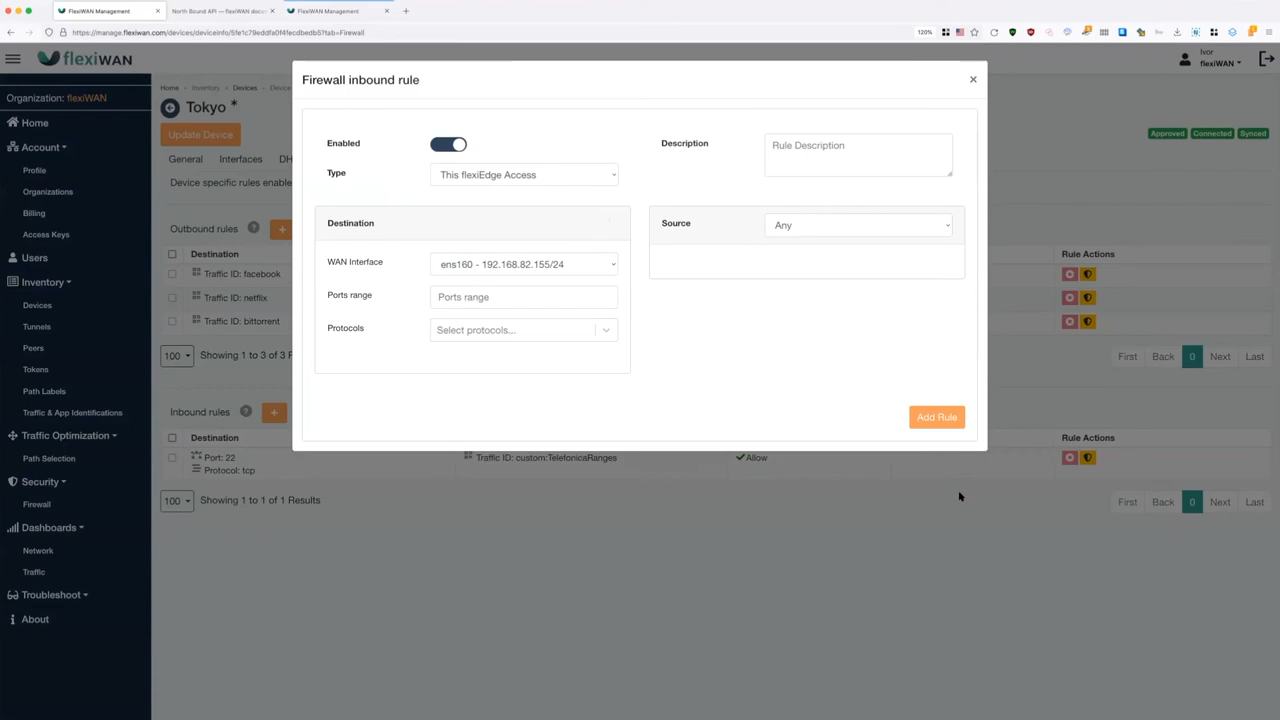 FlexiWAN Management
North Bound API — flexiWAN docu
FlexiWAN Management
https://manage.flexiwan.com/devices/deviceinfo/5fe1c79eddfa0f4fecdbedb5?tab=Firewall
120%
flexiWAN
Ivor
flexiWAN
Organization: flexiWAN
Home
Account
Profile
Organizations
Billing
Access Keys
Users
Inventory
Devices
Tunnels
Peers
Tokens
Path Labels
Traffic & App Identifications
Traffic Optimization
Path Selection
Security
Firewall
Dashboards
Network
Traffic
Troubleshoot
About
Home Inventory Devices Device
Tokyo *
Update Device
Approved Connected Synced
General Interfaces DH
Device specific rules enable
Outbound rules ? +
Destination Rule Actions
Traffic ID: facebook
Traffic ID: netflix
Traffic ID: bittorrent
100 Showing 1 to 3 of 3 R
First Back 0 Next Last
Inbound rules ? +
Destination Rule Actions
Port: 22 Traffic ID: custom:TelefonicaRanges Allow
Protocol: tcp
100 Showing 1 to 1 of 1 Results
First Back 0 Next Last
Firewall inbound rule ×
Enabled
Description Rule Description
Type This flexiEdge Access
Destination
WAN Interface ens160 - 192.168.82.155/24
Ports range Ports range
Protocols Select protocols...
Source Any
Add Rule